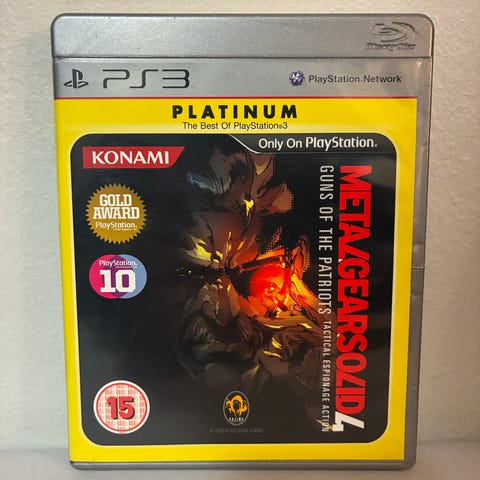 Blu-ray Disc
PS3
PlayStation Network
PLATINUM
The Best Of PlayStation®3
Only On PlayStation®
KONAMI
METAL GEAR SOLID 4
GUNS OF THE PATRIOTS
TACTICAL ESPIONAGE ACTION
GOLD
AWARD
PlayStation
PlayStation
10
15
KOJIMA
A HIDEO KOJIMA GAME